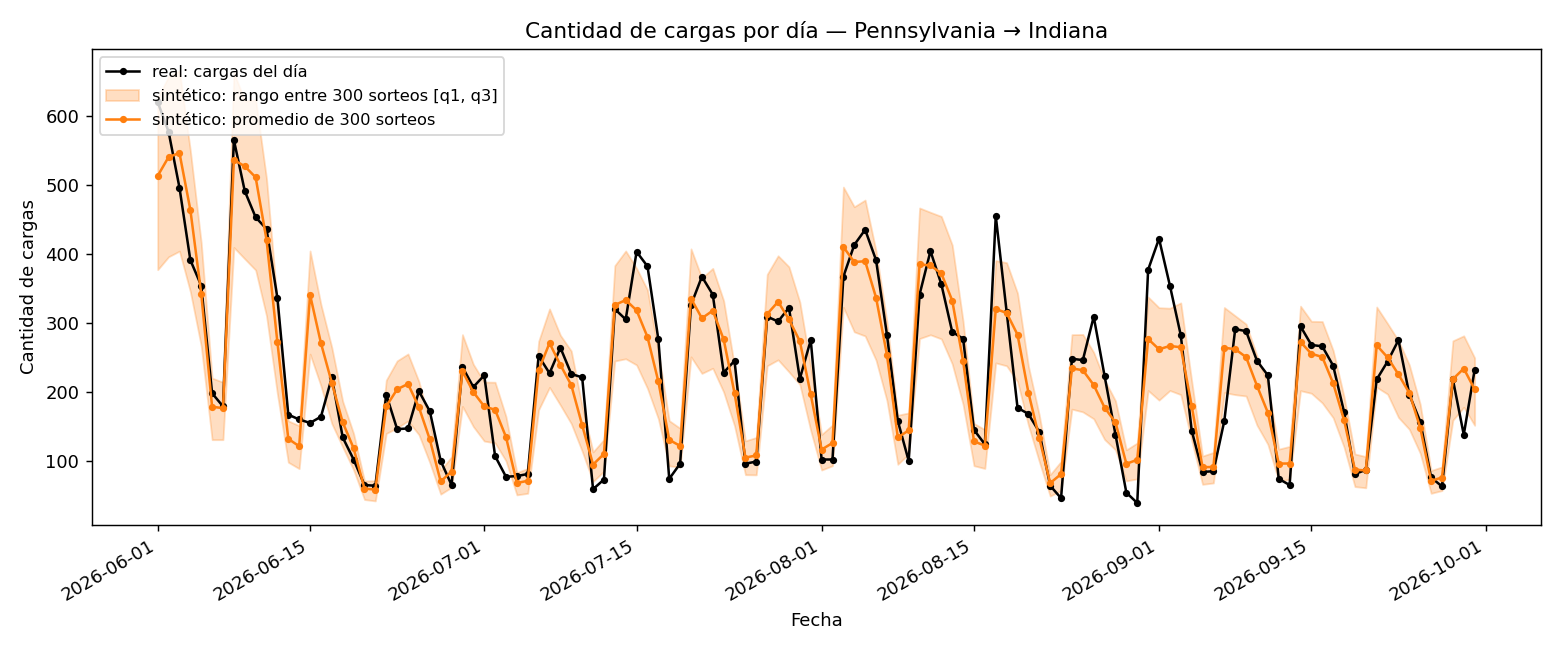 Cantidad de cargas por día — Pennsylvania → Indiana
real: cargas del día
sintético: rango entre 300 sorteos [q1, q3]
sintético: promedio de 300 sorteos
Cantidad de cargas
600
500
400
300
200
100
2026-06-01
2026-06-15
2026-07-01
2026-07-15
2026-08-01
2026-08-15
2026-09-01
2026-09-15
2026-10-01
Fecha